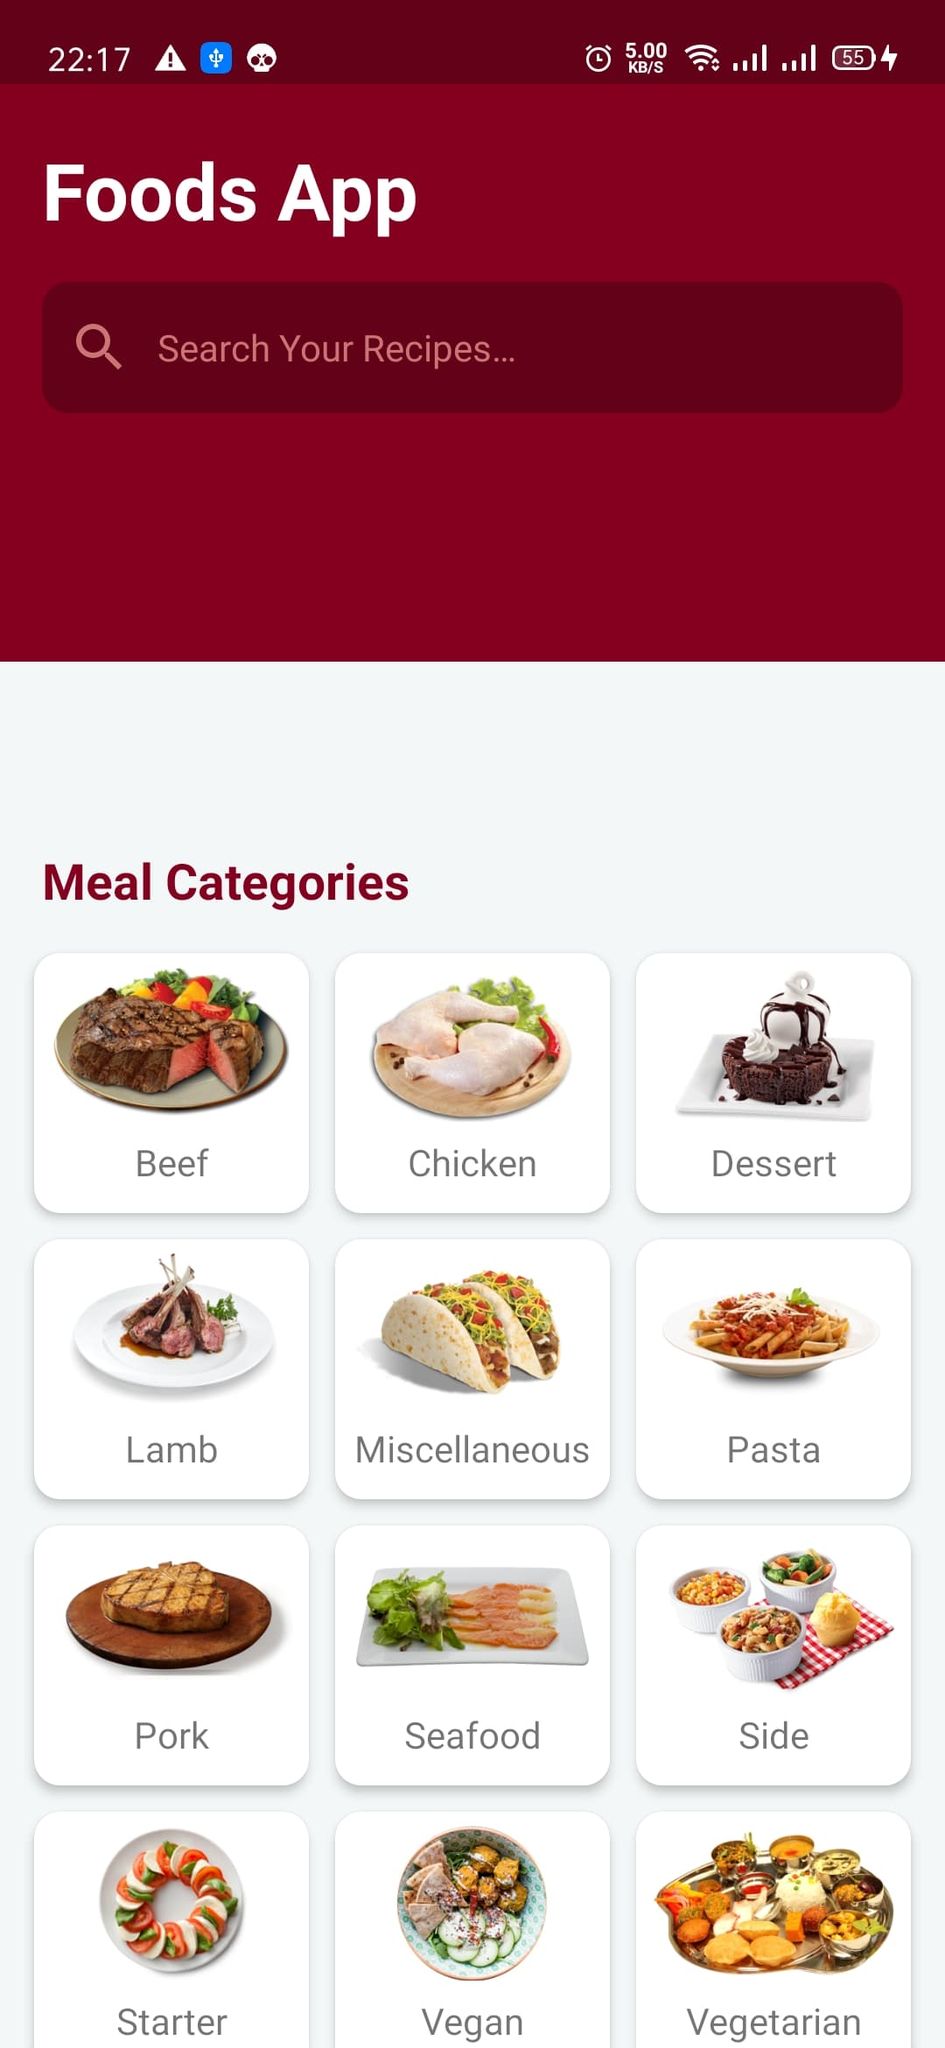 22:17
5.00
KB/S
55
Foods App
Search Your Recipes...
Meal Categories
Beef
Chicken
Dessert
Lamb
Miscellaneous
Pasta
Pork
Seafood
Side
Starter
Vegan
Vegetarian